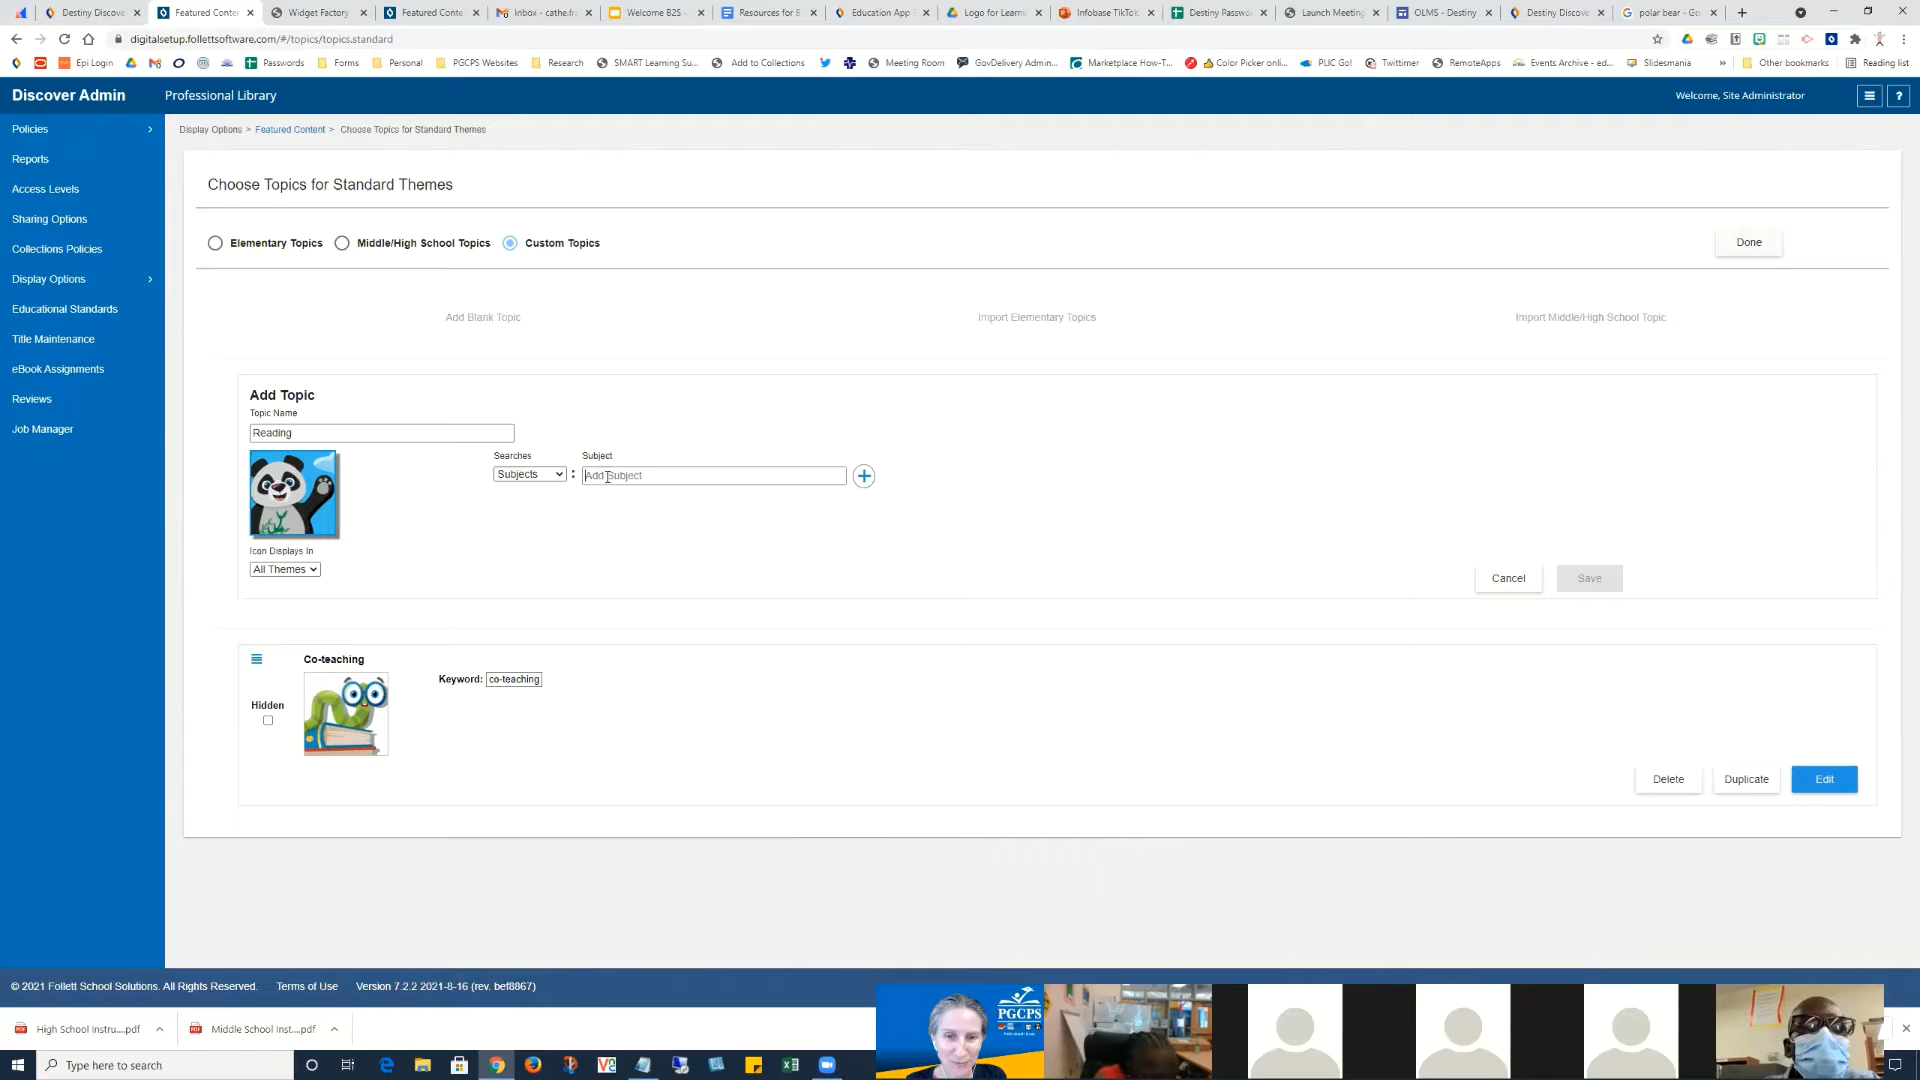 Destiny Discove
Featured Conte
Widget Factory
Featured Conte
Inbox - cathe.fra
Welcome B2S -
Resources for B
Education App
Logo for Learni
Infobase TikTok
Destiny Passwo
Launch Meeting
OLMS - Destiny
Destiny Discove
polar bear - Go
digitalsetup.follettsoftware.com/#/topics/topics.standard
Epi Login
Passwords
Forms
Personal
PGCPS Websites
Research
SMART Learning Su...
Add to Collections
Meeting Room
GovDelivery Admin...
Marketplace How-T...
Color Picker onli...
PLIC Go!
Twittimer
RemoteApps
Events Archive - ed...
Slidesmania
»
Other bookmarks
Reading list
Discover Admin
Professional Library
Welcome, Site Administrator
?
Policies
Reports
Access Levels
Sharing Options
Collections Policies
Display Options
Educational Standards
Title Maintenance
eBook Assignments
Reviews
Job Manager
Display Options > Featured Content > Choose Topics for Standard Themes
Choose Topics for Standard Themes
Elementary Topics
Middle/High School Topics
Custom Topics
Done
Add Blank Topic
Import Elementary Topics
Import Middle/High School Topic
Add Topic
Topic Name
Reading
Searches
Subject
Subjects
:
Add Subject
Icon Displays In
All Themes
Cancel
Save
Co-teaching
Keyword: co-teaching
Hidden
Delete
Duplicate
Edit
© 2021 Follett School Solutions. All Rights Reserved.
Terms of Use
Version 7.2.2 2021-8-16 (rev. bef8867)
High School Instru....pdf
Middle School Inst....pdf
PGCPS
Type here to search